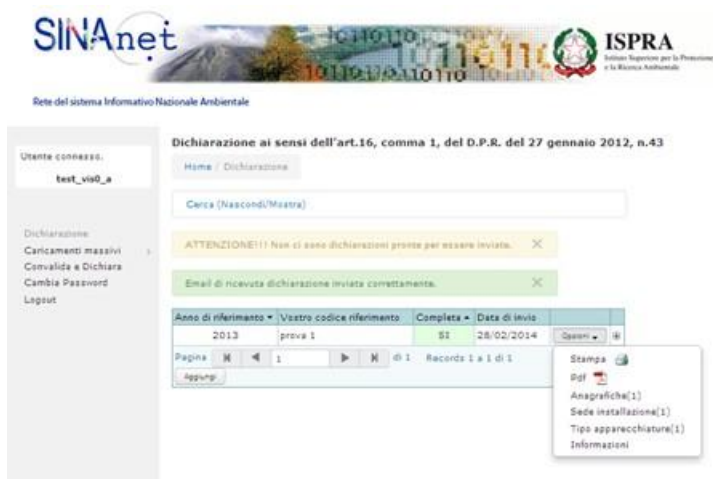 SINAnet
ISPRA
Istituto Superiore per la Protezione
e la Ricerca Ambientale
Rete del sistema Informativo Nazionale Ambientale
Utente connesso.
test_vis0_a
Dichiarazione
Caricamenti massivi
Convalida e Dichiara
Cambia Password
Logout
Dichiarazione ai sensi dell'art.16, comma 1, del D.P.R. del 27 gennaio 2012, n.43
Home / Dichiarazione
Cerca (Nascondi/Mostra)
ATTENZIONE!!! Non ci sono dichiarazioni pronte per essere inviate. ×
Email di ricevuta dichiarazione inviata correttamente. ×
Anno di riferimento Vostro codice riferimento Completa Data di invio
2013 prova 1 SI 28/02/2014 Opzioni
Pagina 1 di 1 Records 1 a 1 di 1
Aggiungi
Stampa
Pdf
Anagrafiche(1)
Sede installazione(1)
Tipo apparecchiature(1)
Informazioni